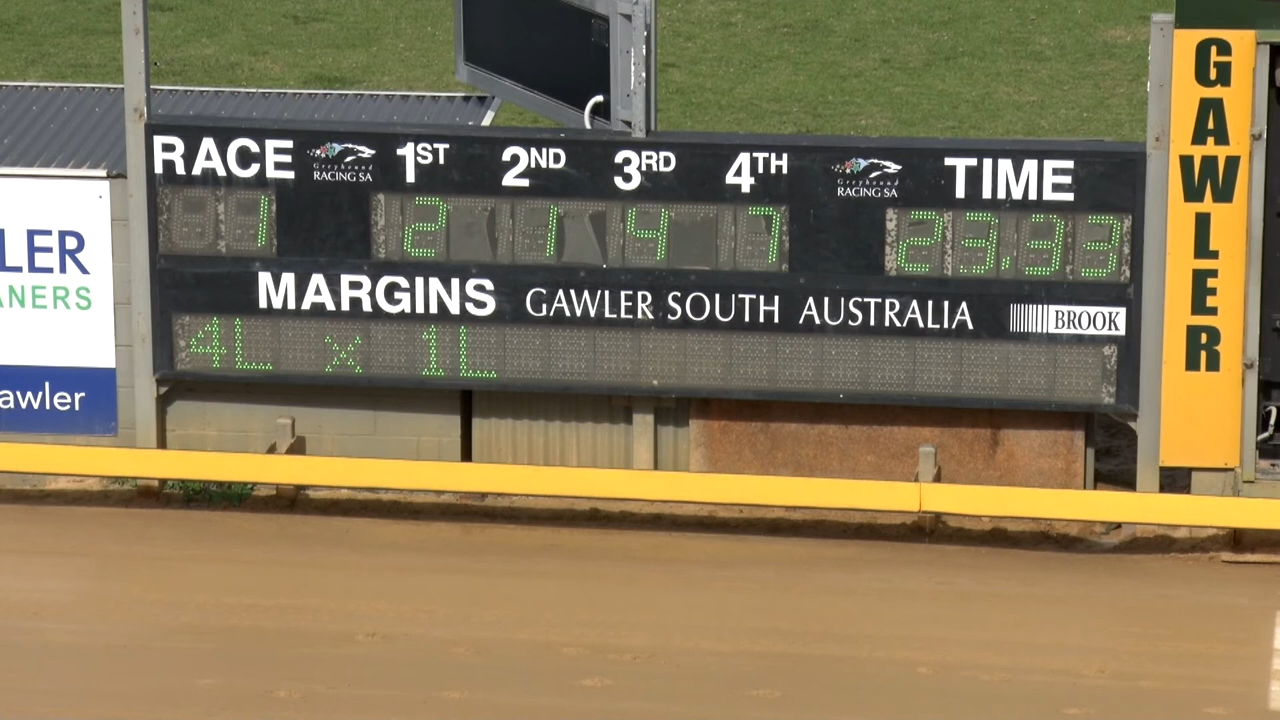 RACE 1ST 2ND 3RD 4TH TIME
Greyhound
RACING SA
Greyhound
RACING SA
1 2 1 4 7 23.33
MARGINS GAWLER SOUTH AUSTRALIA BROOK
4L x 1L
GAWLER
LER
ANERS
awler